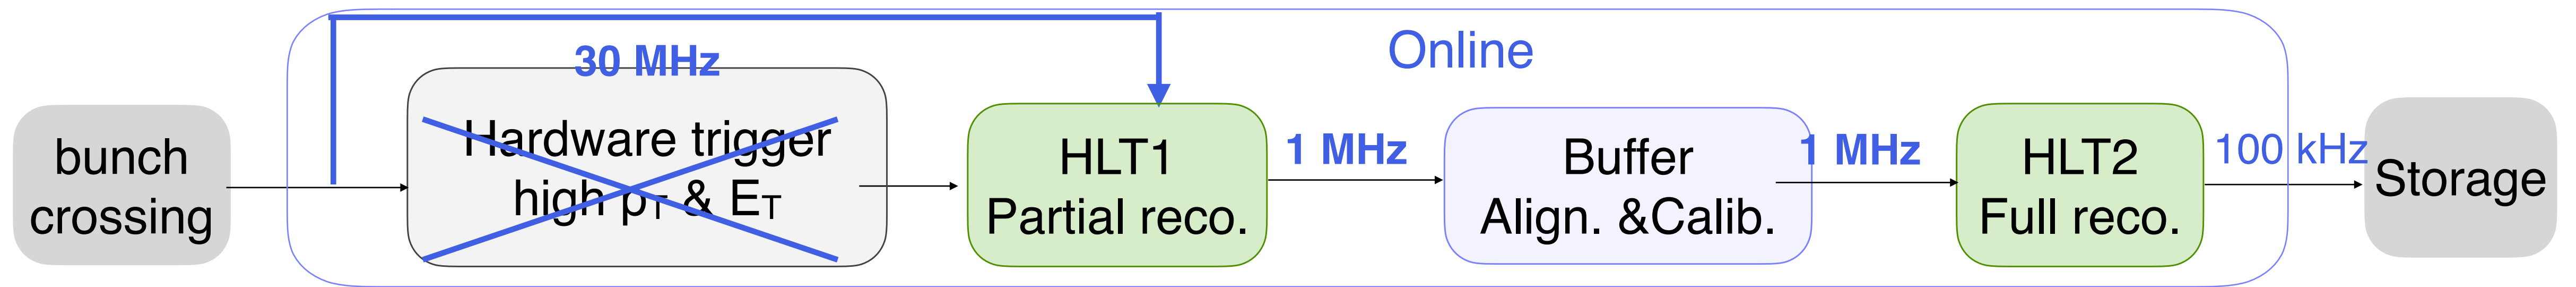 Online
30 MHz
bunch
crossing
Hardware trigger
high pT & ET
HLT1
Partial reco.
1 MHz
Buffer
Align. &Calib.
1 MHz
HLT2
Full reco.
100 kHz
Storage